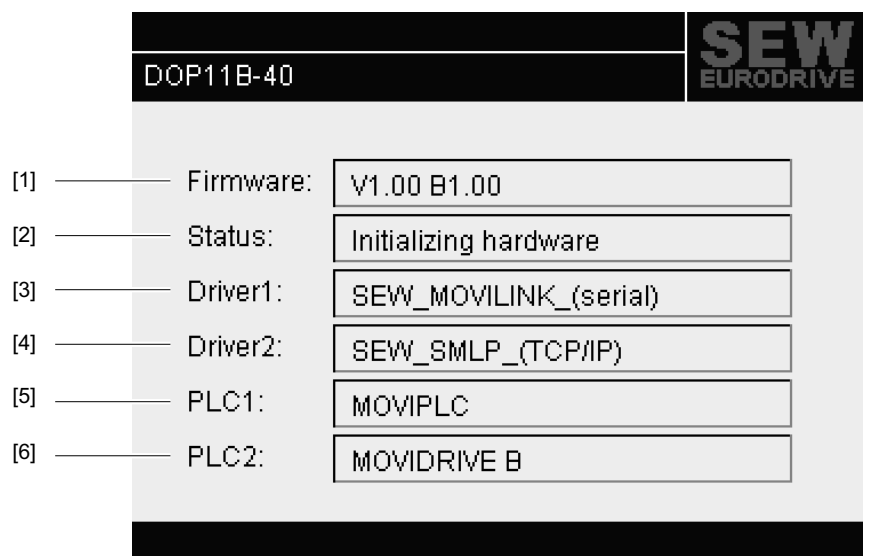 SEW
EURODRIVE
DOP11B-40
[1] Firmware: V1.00 B1.00
[2] Status: Initializing hardware
[3] Driver1: SEW_MOVILINK_(serial)
[4] Driver2: SEW_SMLP_(TCP/IP)
[5] PLC1: MOVIPLC
[6] PLC2: MOVIDRIVE B